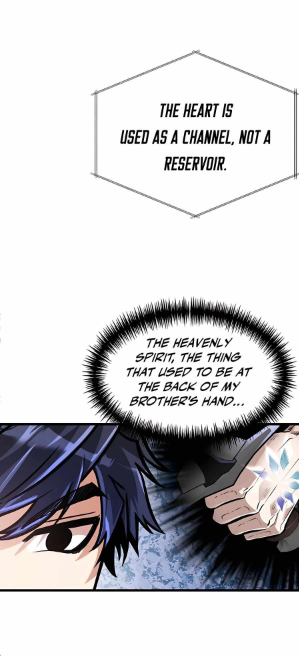 THE HEART IS
USED AS A CHANNEL, NOT A
RESERVOIR.
THE HEAVENLY
SPIRIT, THE THING
THAT USED TO BE AT
THE BACK OF MY
BROTHER'S HAND...